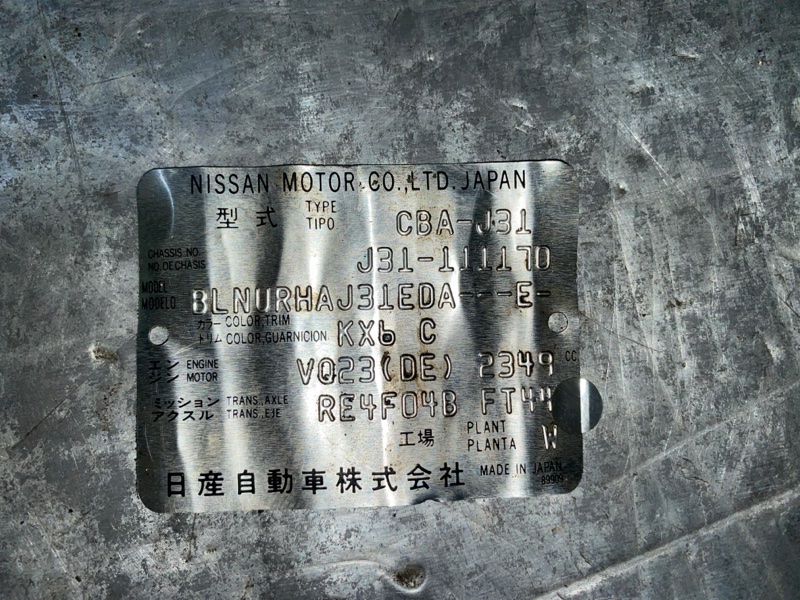 NISSAN MOTOR CO.,LTD. JAPAN
型式 TYPE TIPO CBA-J31
CHASSIS NO. NO.DECHASIS J31-111170
MODEL MODELO BLNURHAJ31EDA---E-
カラー COLOR,TRIM
トリム COLOR,GUARNICION KX6 C
エンジン ENGINE MOTOR VQ23(DE) 2349 CC
ミッション TRANS.,AXLE
アクスル TRANS.,EJE RE4F04B FT44
工場 PLANT PLANTA W
日産自動車株式会社 MADE IN JAPAN
89909